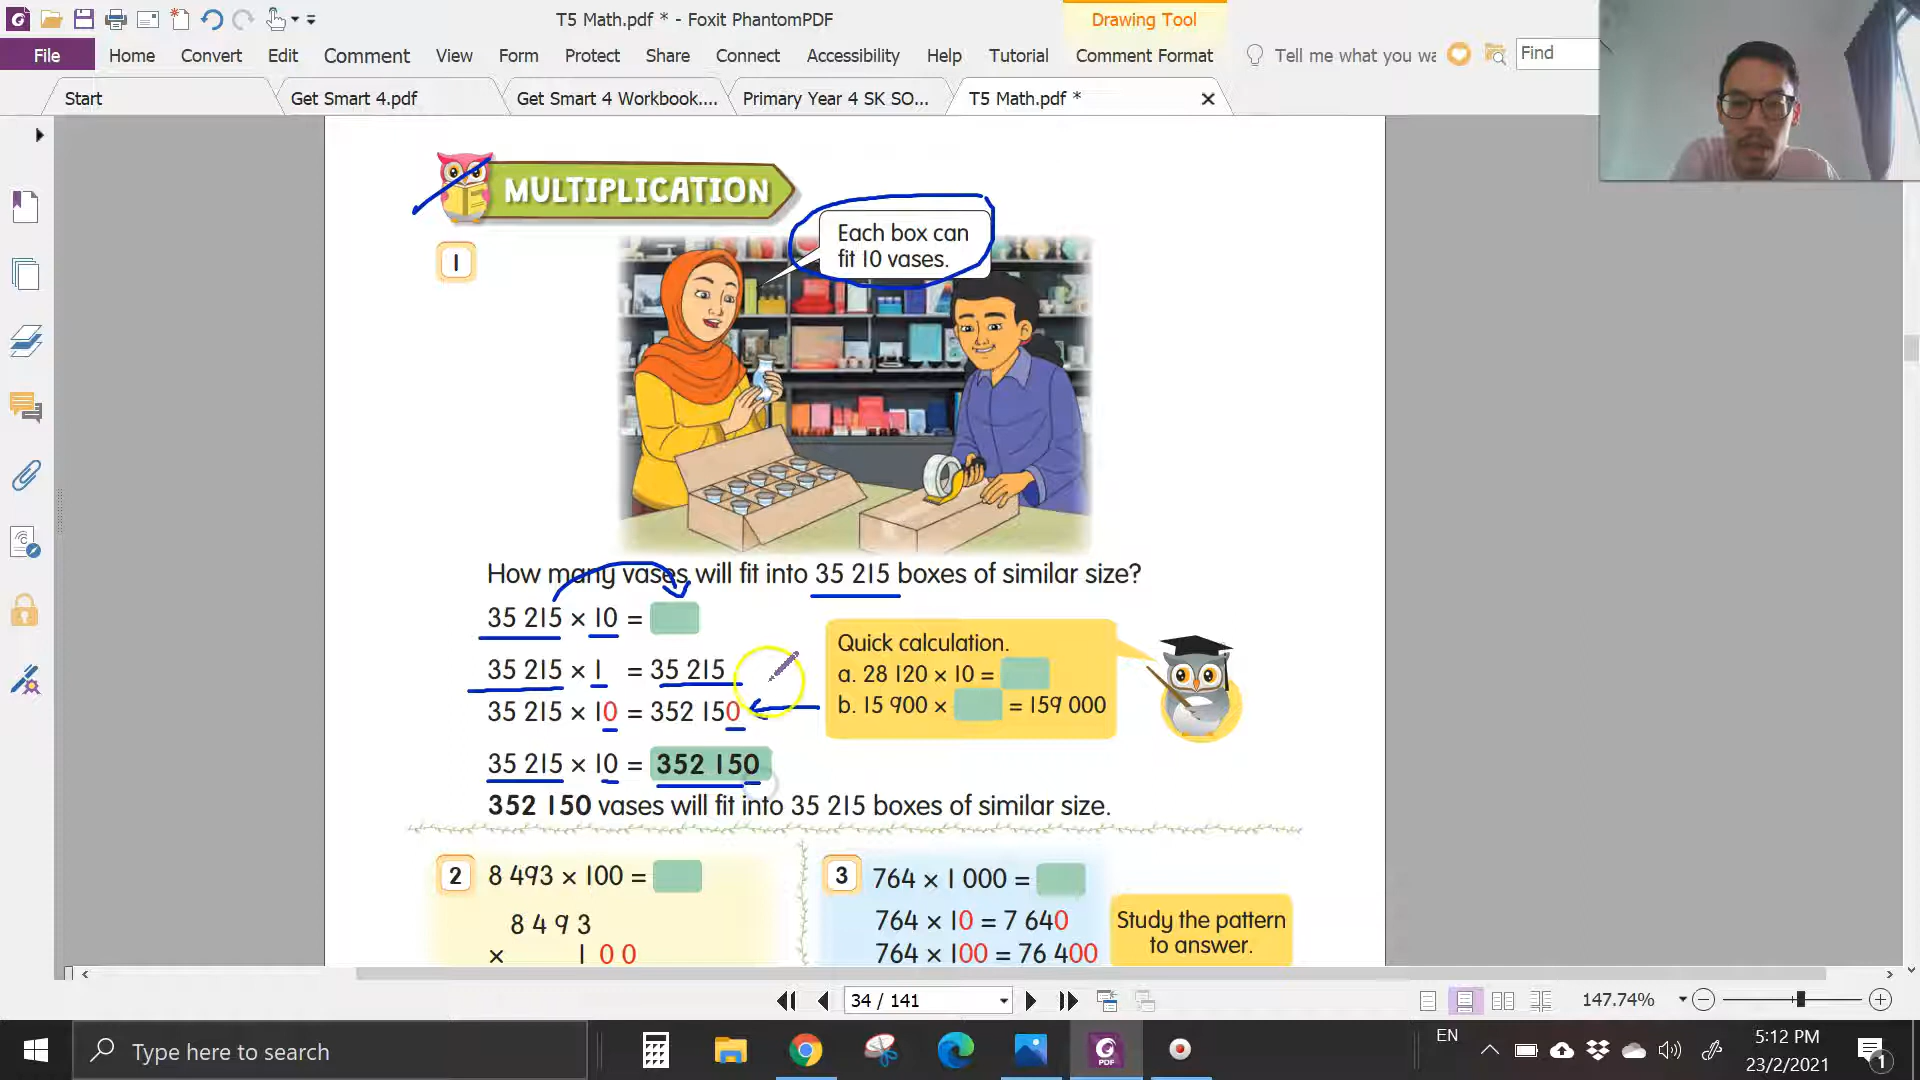 T5 Math.pdf * - Foxit PhantomPDF
Drawing Tool
File Home Convert Edit Comment View Form Protect Share Connect Accessibility Help Tutorial Comment Format Tell me what you wa Find
Start Get Smart 4.pdf Get Smart 4 Workbook.... Primary Year 4 SK SO... T5 Math.pdf *
MULTIPLICATION
1
Each box can
fit 10 vases.
How many vases will fit into 35 215 boxes of similar size?
35 215 × 10 =
35 215 × 1 = 35 215
35 215 × 10 = 352 150
35 215 × 10 = 352 150
352 150 vases will fit into 35 215 boxes of similar size.
Quick calculation.
a. 28 120 × 10 =
b. 15 900 × = 159 000
2 8 493 × 100 =
8 4 9 3
× 1 0 0
3 764 × 1 000 =
764 × 10 = 7 640
764 × 100 = 76 400
Study the pattern
to answer.
34 / 141
147.74%
Type here to search
PDF
EN
5:12 PM
23/2/2021
1